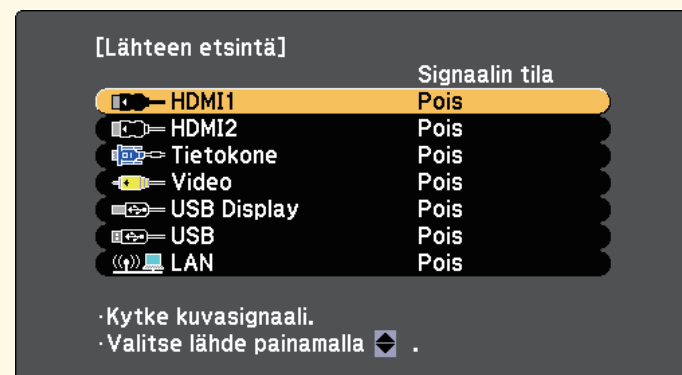 [Lähteen etsintä]
Signaalin tila
HDMI1 Pois
HDMI2 Pois
Tietokone Pois
Video Pois
USB Display Pois
USB Pois
LAN Pois
·Kytke kuvasignaali.
·Valitse lähde painamalla .